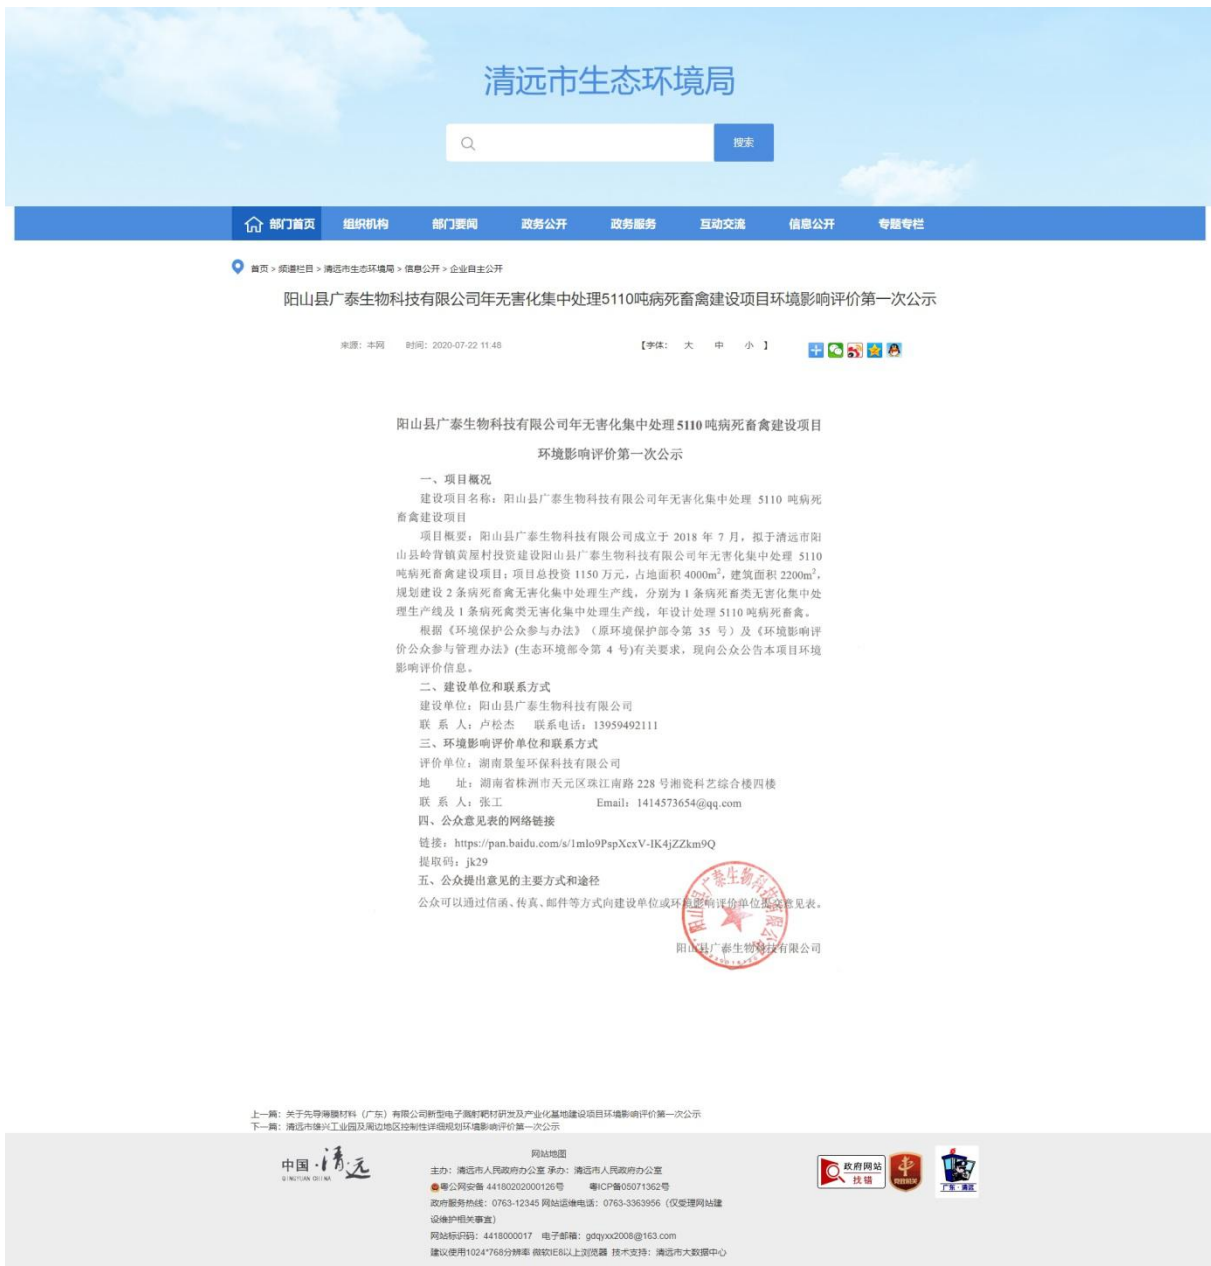 清远市生态环境局
搜索
部门首页 组织机构 部门要闻 政务公开 政务服务 互动交流 信息公开 专题专栏
首页 > 频道栏目 > 清远市生态环境局 > 信息公开 > 企业自主公开
阳山县广泰生物科技有限公司年无害化集中处理5110吨病死畜禽建设项目环境影响评价第一次公示
来源：本网 时间：2020-07-22 11:48 【字体： 大 中 小 】
阳山县广泰生物科技有限公司年无害化集中处理 5110 吨病死畜禽建设项目
环境影响评价第一次公示
一、项目概况
建设项目名称：阳山县广泰生物科技有限公司年无害化集中处理 5110 吨病死
畜禽建设项目
项目概要：阳山县广泰生物科技有限公司成立于 2018 年 7 月，拟于清远市阳
山县岭背镇黄屋村投资建设阳山县广泰生物科技有限公司年无害化集中处理 5110
吨病死畜禽建设项目；项目总投资 1150 万元，占地面积 4000m²，建筑面积 2200m²，
规划建设 2 条病死畜禽无害化集中处理生产线，分别为 1 条病死畜类无害化集中处
理生产线及 1 条病死禽类无害化集中处理生产线，年设计处理 5110 吨病死畜禽。
根据《环境保护公众参与办法》（原环境保护部令第 35 号）及《环境影响评
价公众参与管理办法》(生态环境部令第 4 号)有关要求，现向公众公告本项目环境
影响评价信息。
二、建设单位和联系方式
建设单位：阳山县广泰生物科技有限公司
联 系 人：卢松杰 联系电话：13959492111
三、环境影响评价单位和联系方式
评价单位：湖南景玺环保科技有限公司
地 址：湖南省株洲市天元区珠江南路 228 号湘瓷科艺综合楼四楼
联 系 人：张工 Email：1414573654@qq.com
四、公众意见表的网络链接
链接：https://pan.baidu.com/s/1mIo9PspXcxV-IK4jZZkm9Q
提取码：jk29
五、公众提出意见的主要方式和途径
公众可以通过信函、传真、邮件等方式向建设单位或环境影响评价单位提交意见表。
阳山县广泰生物科技有限公司
阳山县广泰生物科技有限公司
上一篇：关于先导薄膜材料（广东）有限公司新型电子溅射靶材研发及产业化基地建设项目环境影响评价第一次公示
下一篇：清远市雄兴工业园及周边地区控制性详细规划环境影响评价第一次公示
中国·清远
QINGYUAN CHINA
网站地图
主办：清远市人民政府办公室 承办：清远市人民政府办公室
粤公网安备 44180202000126号 粤ICP备05071362号
政府服务热线：0763-12345 网站运维电话：0763-3363956（仅受理网站建
设维护相关事宜）
网站标识码：4418000017 电子邮箱：gdqyxx2008@163.com
建议使用1024*768分辨率 微软IE8以上浏览器 技术支持：清远市大数据中心
政府网站
找错
党政机关
广东·清远